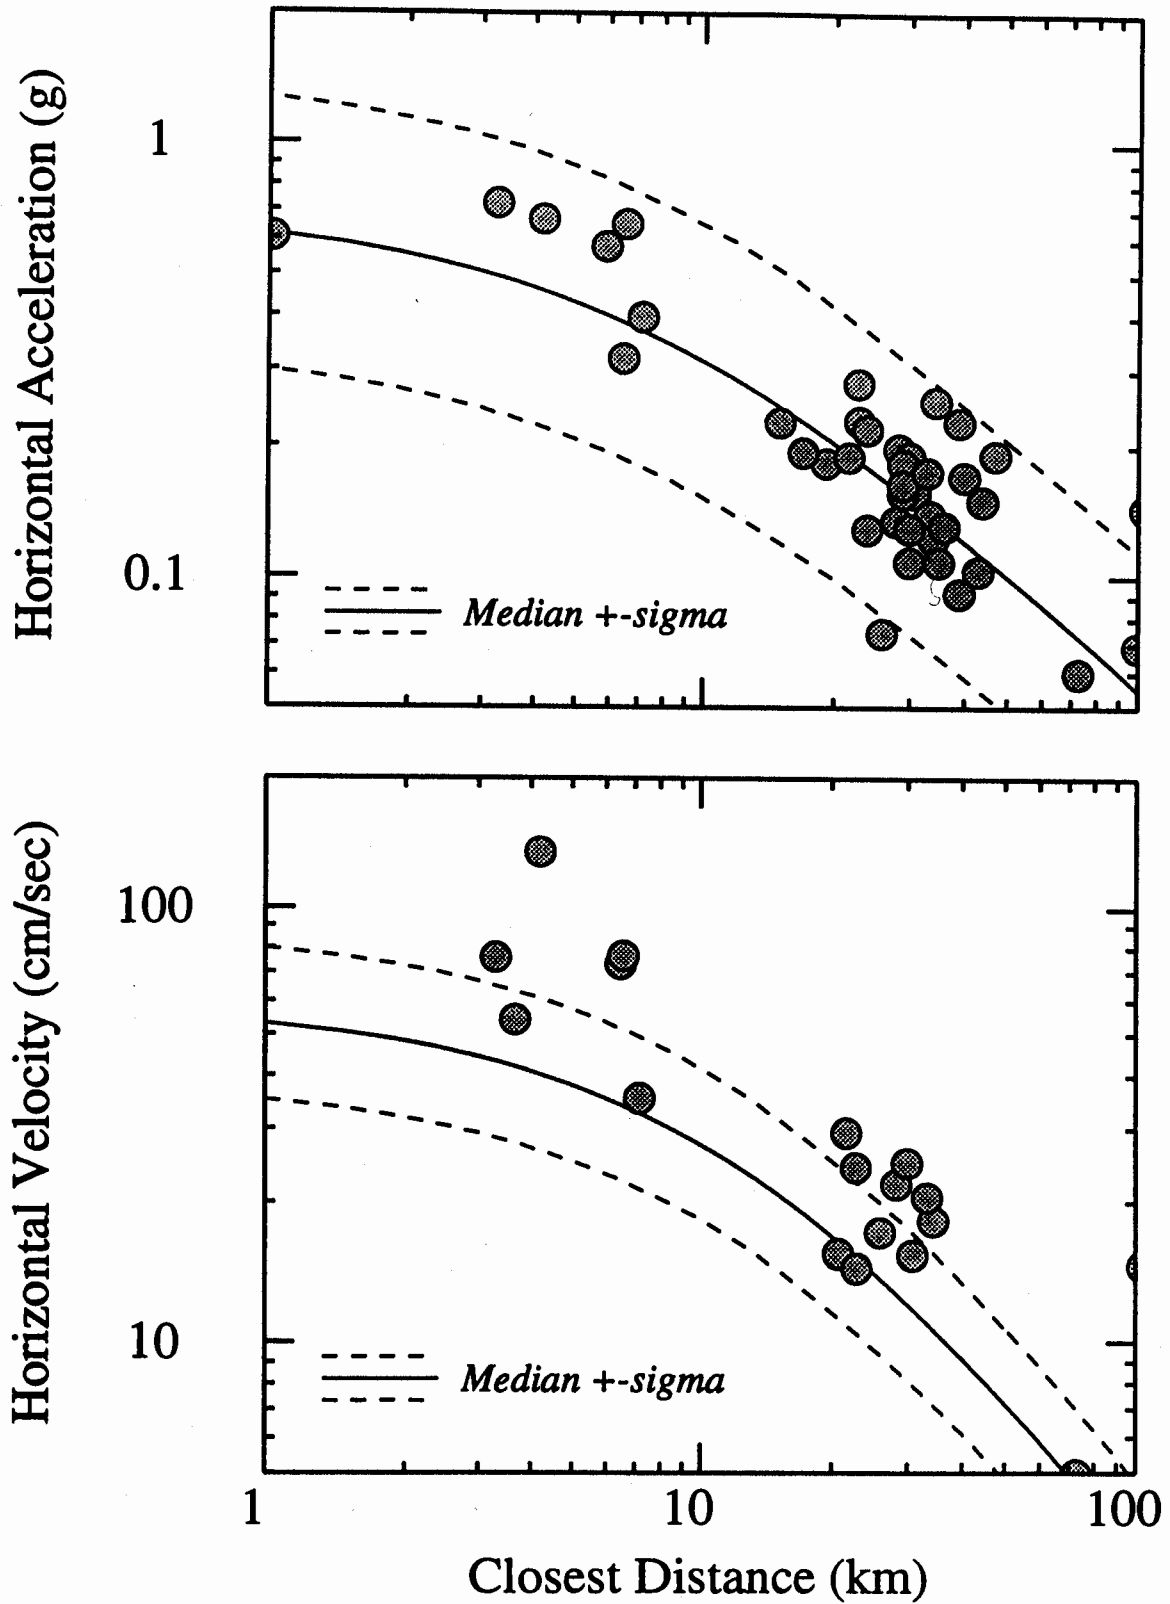 Horizontal Acceleration (g)
1
0.1
Median +-sigma
Horizontal Velocity (cm/sec)
100
10
Median +-sigma
1
10
100
Closest Distance (km)